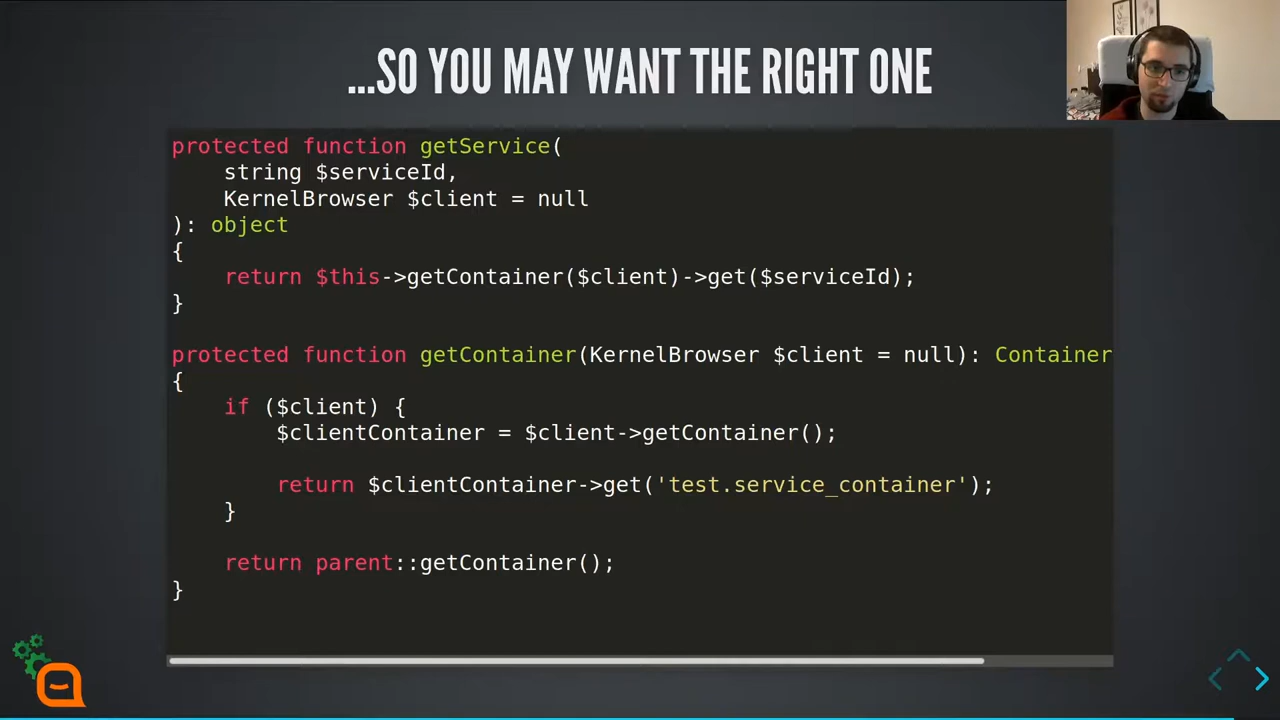 ...SO YOU MAY WANT THE RIGHT ONE
protected function getService(
    string $serviceId,
    KernelBrowser $client = null
): object
{
    return $this->getContainer($client)->get($serviceId);
}

protected function getContainer(KernelBrowser $client = null): Container
{
    if ($client) {
        $clientContainer = $client->getContainer();

        return $clientContainer->get('test.service_container');
    }

    return parent::getContainer();
}